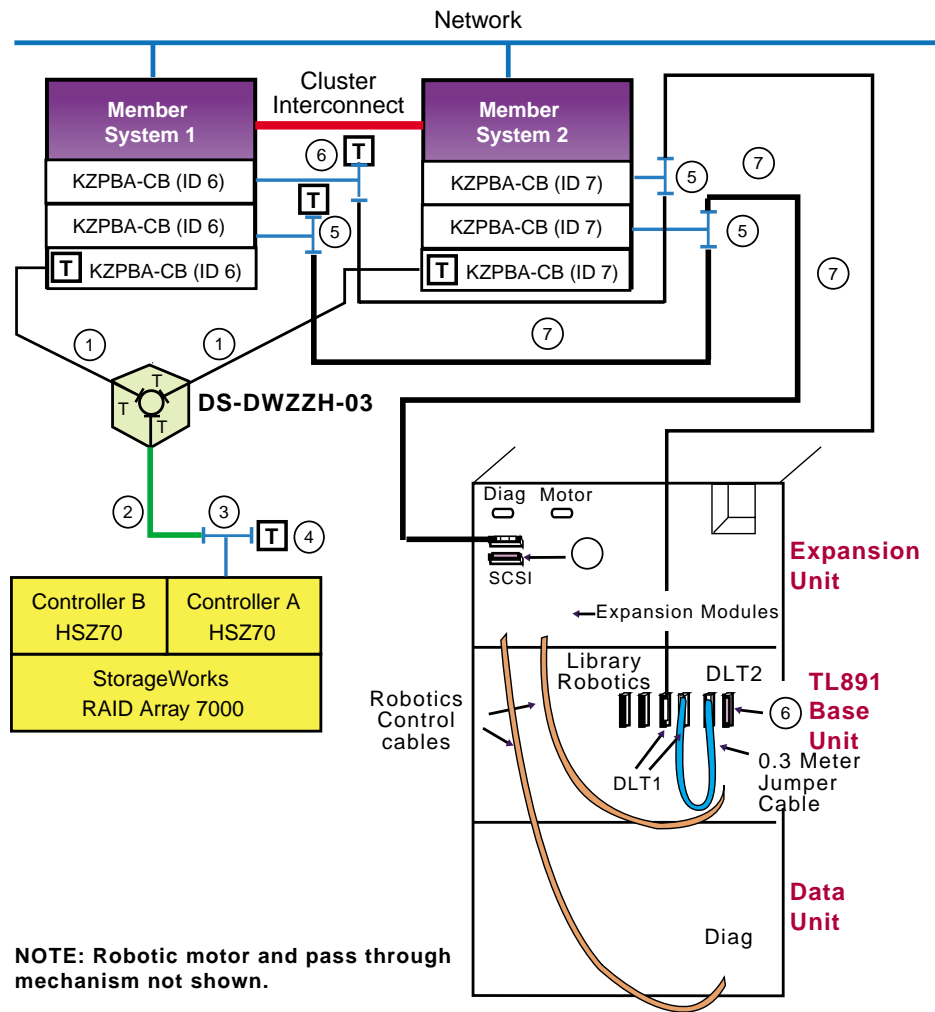 Network
Cluster
Interconnect
Member
System 1
Member
System 2
T
6
5
7
KZPBA-CB (ID 6)
KZPBA-CB (ID 7)
T
KZPBA-CB (ID 6)
5
KZPBA-CB (ID 7)
5
T
KZPBA-CB (ID 6)
T
KZPBA-CB (ID 7)
7
1
1
7
T
T
T
DS-DWZZH-03
2
3
T
4
Diag
Motor
SCSI
Expansion
Unit
Expansion Modules
Controller B
HSZ70
Controller A
HSZ70
StorageWorks
RAID Array 7000
Robotics
Control
cables
Library
Robotics
DLT2
TL891
Base
Unit
6
DLT1
0.3 Meter
Jumper
Cable
Data
Unit
Diag
NOTE: Robotic motor and pass through
mechanism not shown.